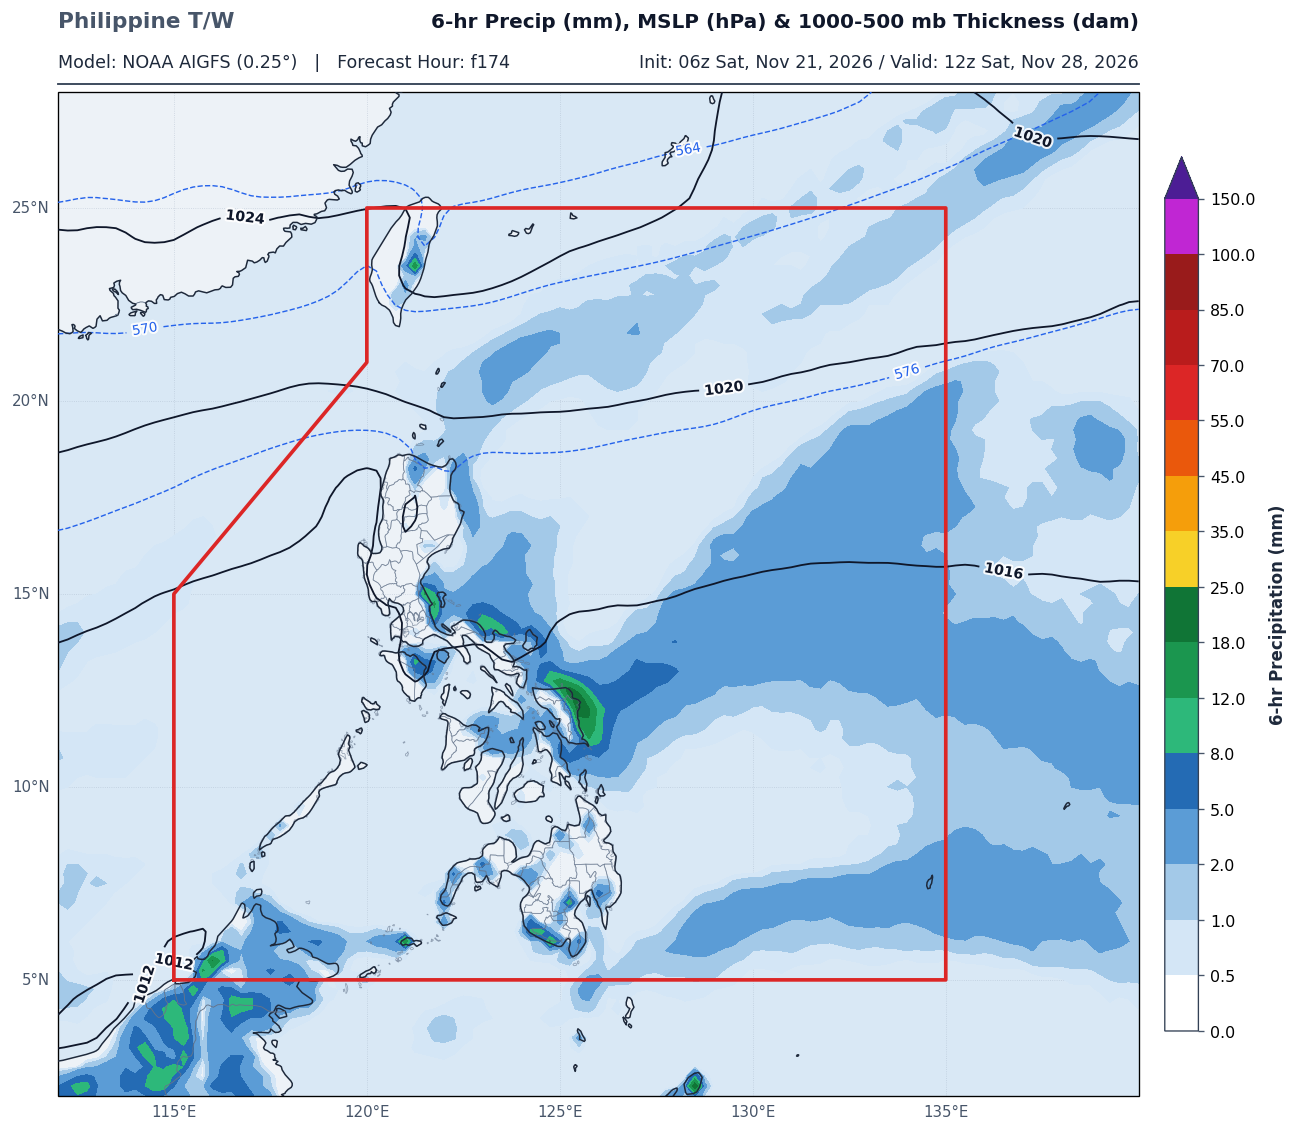 Philippine T/W
6-hr Precip (mm), MSLP (hPa) & 1000-500 mb Thickness (dam)
Model: NOAA AIGFS (0.25°) | Forecast Hour: f174
Init: 06z Sat, Nov 21, 2026 / Valid: 12z Sat, Nov 28, 2026
1020
564
25°N
1024
570
576
20°N
1020
15°N
1016
10°N
1012
1012
5°N
115°E
120°E
125°E
130°E
135°E
150.0
100.0
85.0
70.0
55.0
45.0
35.0
25.0
18.0
12.0
8.0
5.0
2.0
1.0
0.5
0.0
6-hr Precipitation (mm)